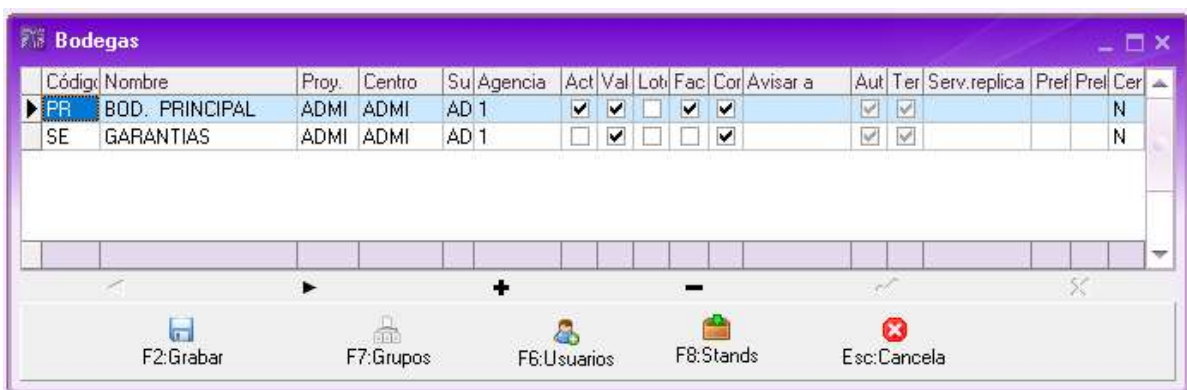 Bodegas
Código Nombre Proy. Centro Su Agencia Act Val Lot Fac Cor Avisar a Aut Ter Serv.replica Pref Pref Cer
PR BOD. PRINCIPAL ADMI ADMI AD 1 N
SE GARANTIAS ADMI ADMI AD 1 N
F2:Grabar F7:Grupos F6:Usuarios F8:Stands Esc:Cancela